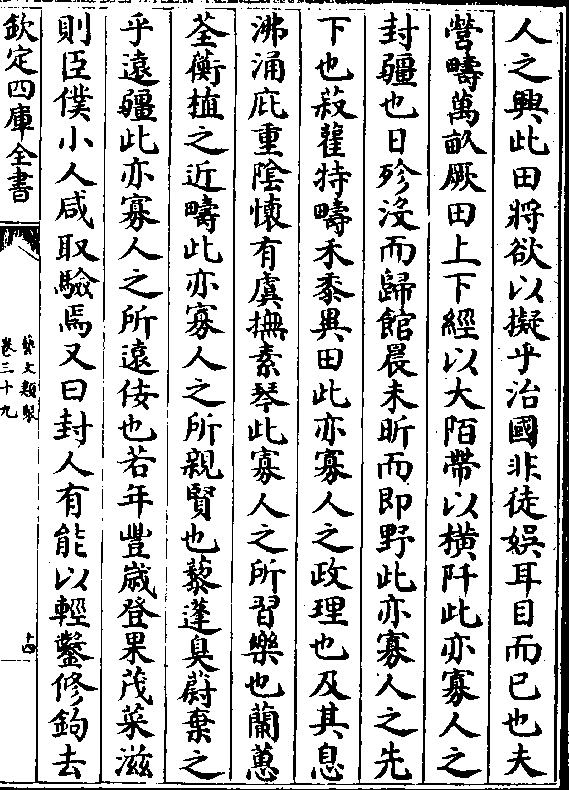 人之興此田將欲以擬乎治國非徒娯耳目而已也夫
營疇萬畝厥田上下經以大陌帶以横阡此亦寡人之
封疆也日殄沒而歸館晨未昕而即野此亦寡人之先
下也菽藿特疇禾黍異田此亦寡人之政理也及其息
沸涌庇重陰懷有虞撫素琴此寡人之所習樂也蘭蕙
荃蘅植之近疇此亦寡人之所親賢也藜蓬臭蔚棄之
乎遠疆此亦寡人之所遠佞也若年豐嵗登果茂菜滋
則臣僕小人咸取驗焉又曰封人有能以輕鑿修鉤去
欽定四庫全書
藝文類聚
卷三十九
十四